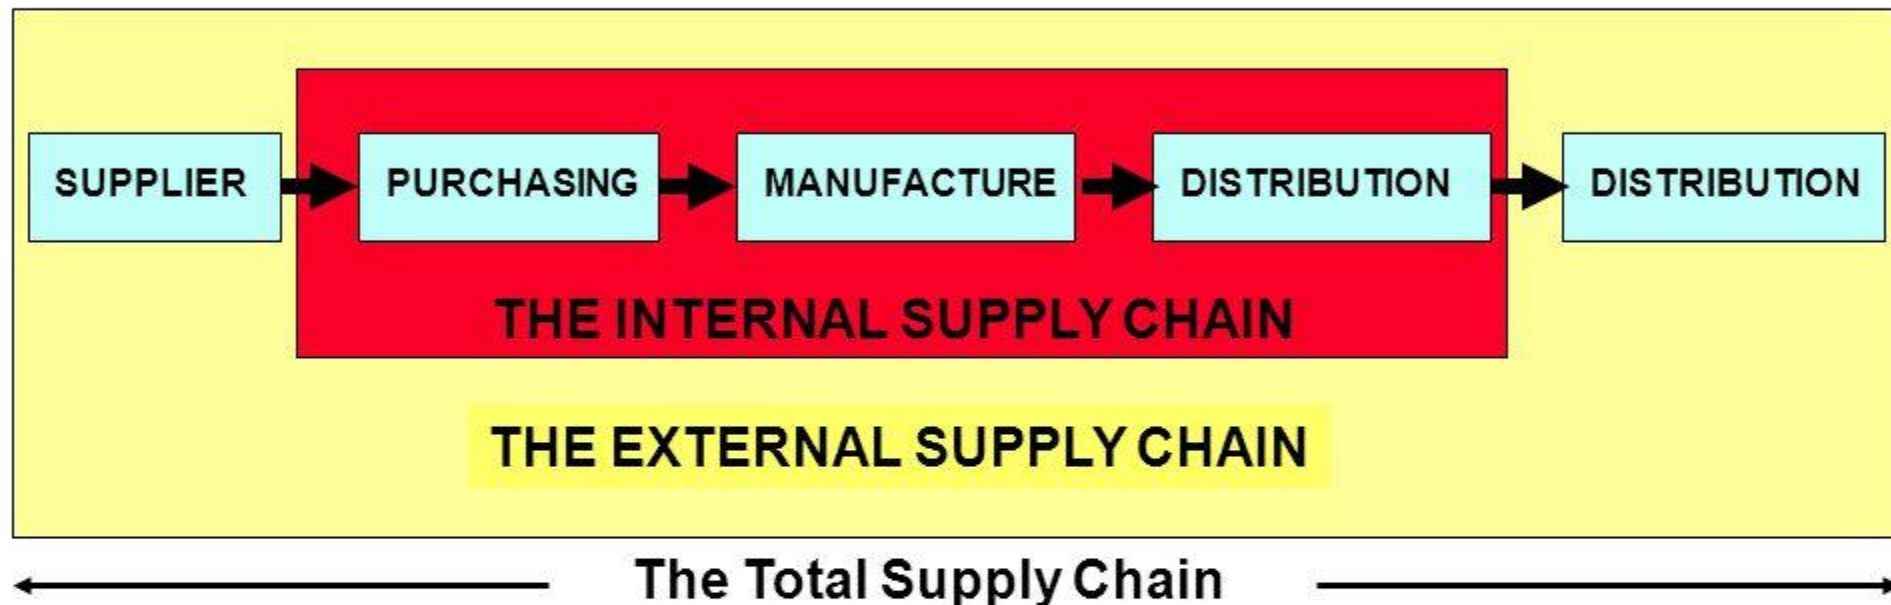 SUPPLIER PURCHASING MANUFACTURE DISTRIBUTION DISTRIBUTION
THE INTERNAL SUPPLY CHAIN
THE EXTERNAL SUPPLY CHAIN
The Total Supply Chain